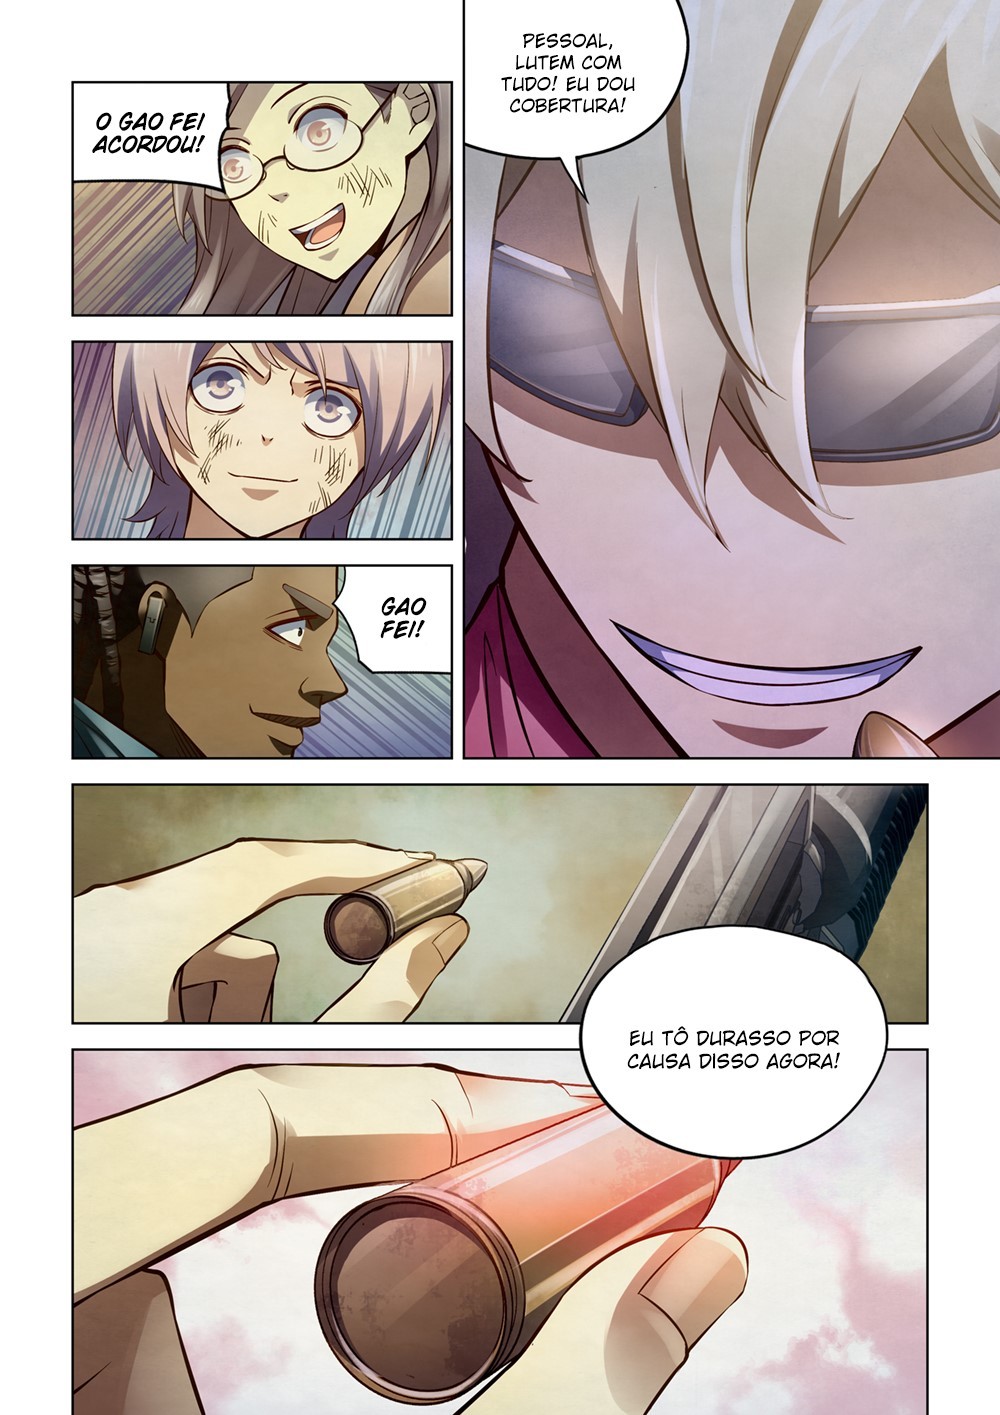 O GAO FEI
ACORDOU!
GAO
FEI!
PESSOAL,
LUTEM COM
TUDO! EU DOU
COBERTURA!
EU TÔ DURASSO POR
CAUSA DISSO AGORA!